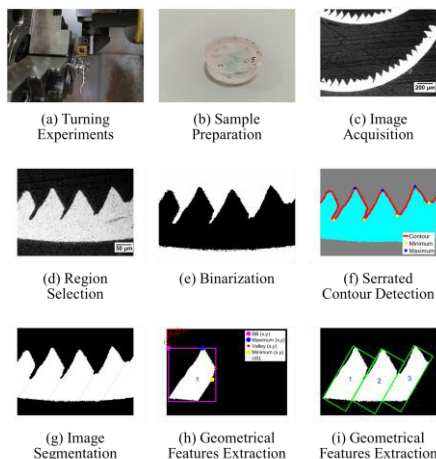 (a) Turning
Experiments
(b) Sample
Preparation
200 µm
(c) Image
Acquisition
50 µm
(d) Region
Selection
(e) Binarization
Contour
Minimum
Maximum
(f) Serrated
Contour Detection
(g) Image
Segmentation
BB (x,y)
Maximum (x,y)
Valley (x,y)
Minimum (x,y)
1
(h) Geometrical
Features Extraction
1
2
3
(i) Geometrical
Features Extraction